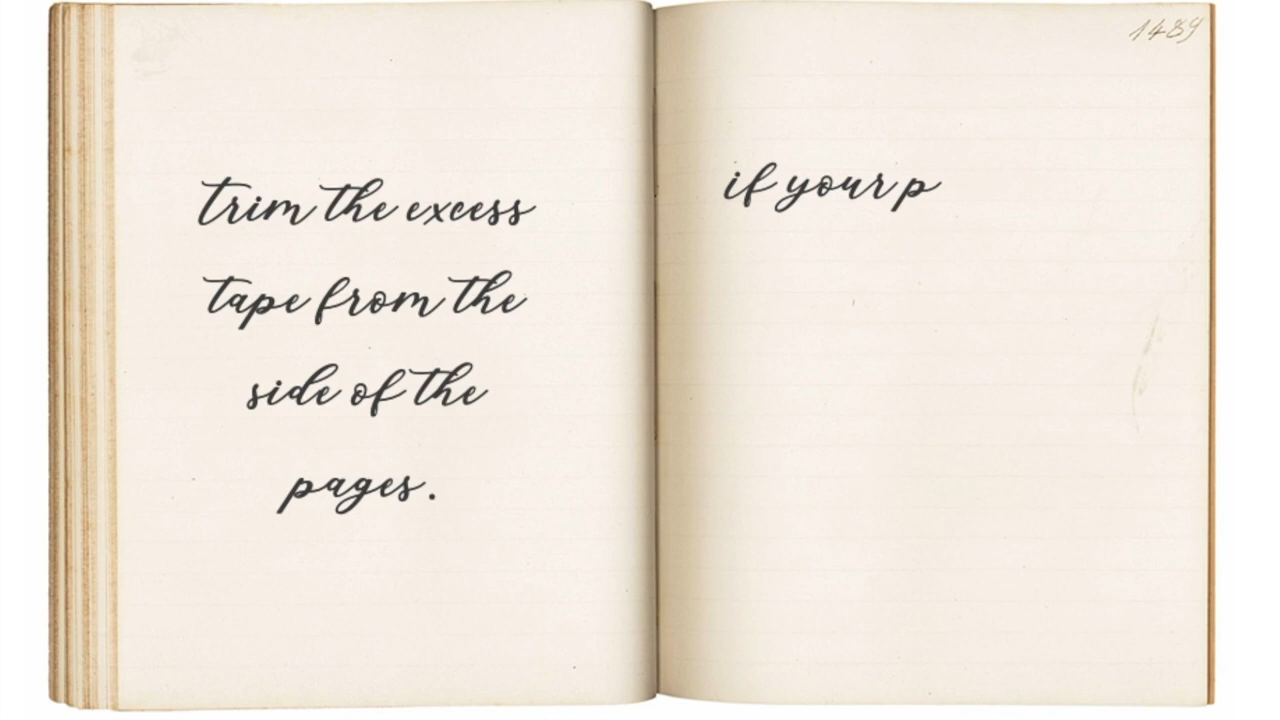 trim the excess
tape from the
side of the
pages.
if your p
1489